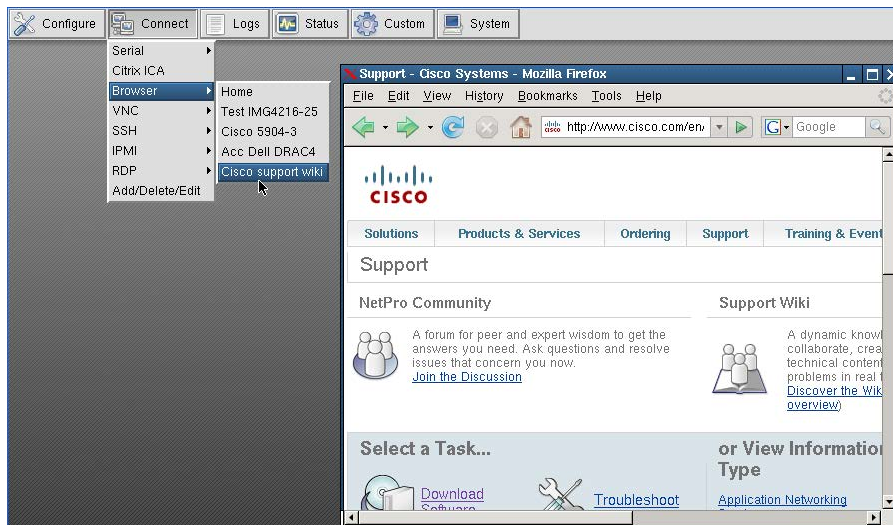 Configure Connect Logs Status Custom System
Serial
Citrix ICA
Browser
VNC
SSH
IPMI
RDP
Add/Delete/Edit
Home
Test IMG4216-25
Cisco 5904-3
Acc Dell DRAC4
Cisco support wiki
Support - Cisco Systems - Mozilla Firefox
File Edit View History Bookmarks Tools Help
http://www.cisco.com/en/ G Google
CISCO
Solutions Products & Services Ordering Support Training & Event
Support
NetPro Community
A forum for peer and expert wisdom to get the
answers you need. Ask questions and resolve
issues that concern you now.
Join the Discussion
Support Wiki
A dynamic knowl
collaborate, crea
technical content
problems in real
Discover the Wik
overview)
Select a Task...
Download
Software
Troubleshoot
or View Information
Type
Application Networking